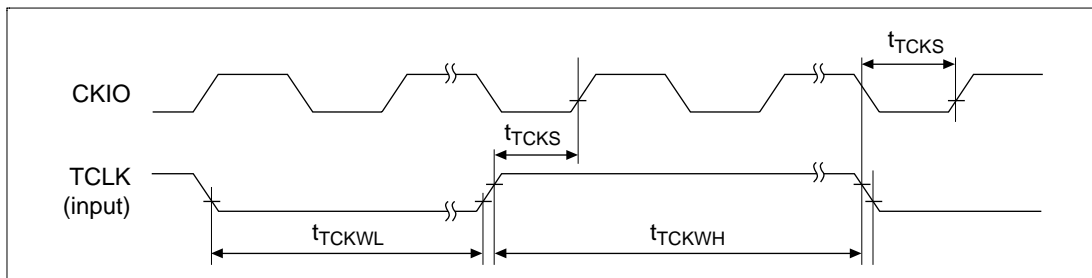 tTCKS
CKIO
tTCKS
TCLK
(input)
tTCKWL
tTCKWH